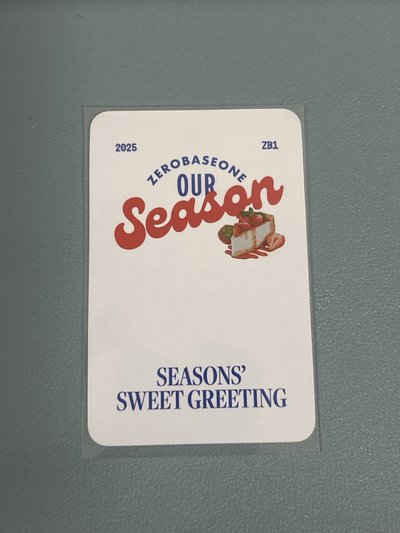 2025 ZB1
ZEROBASEONE
OUR
Season
SEASONS'
SWEET GREETING